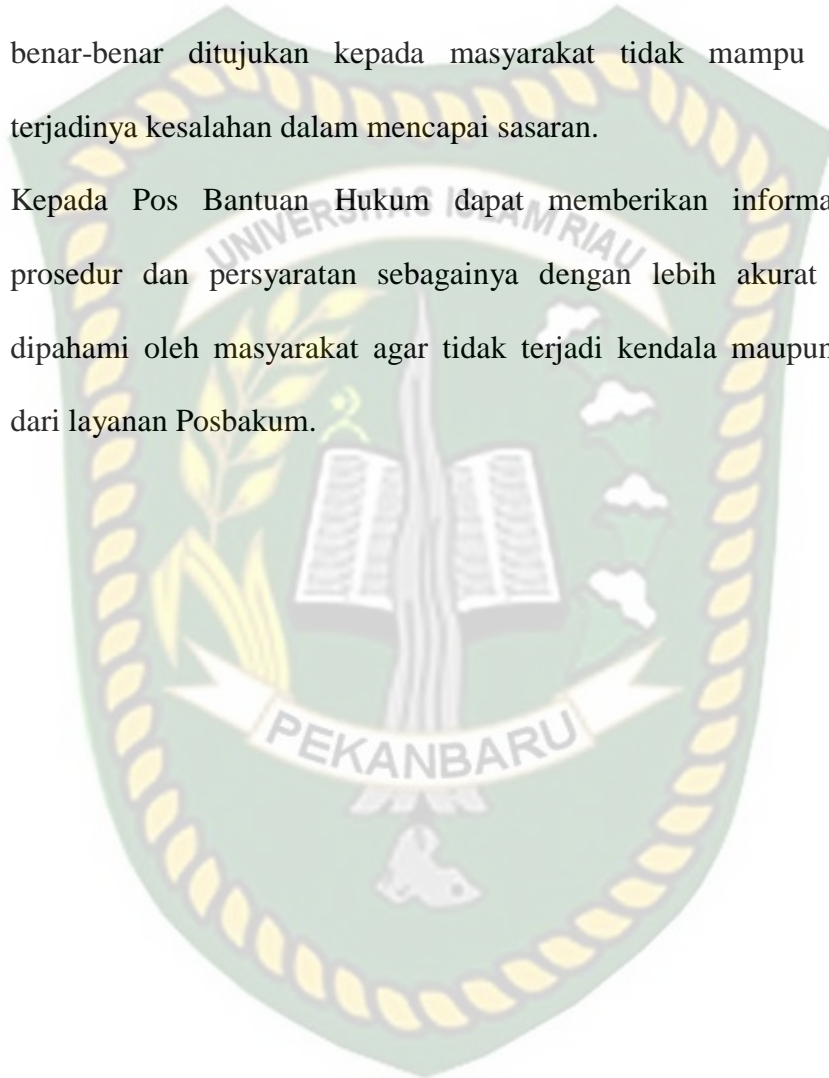 benar-benar ditujukan kepada masyarakat tidak mampu
terjadinya kesalahan dalam mencapai sasaran.
Kepada Pos Bantuan Hukum dapat memberikan informa
prosedur dan persyaratan sebagainya dengan lebih akurat
dipahami oleh masyarakat agar tidak terjadi kendala maupun
dari layanan Posbakum.
UNIVERSITAS ISLAM RIAU
PEKANBARU